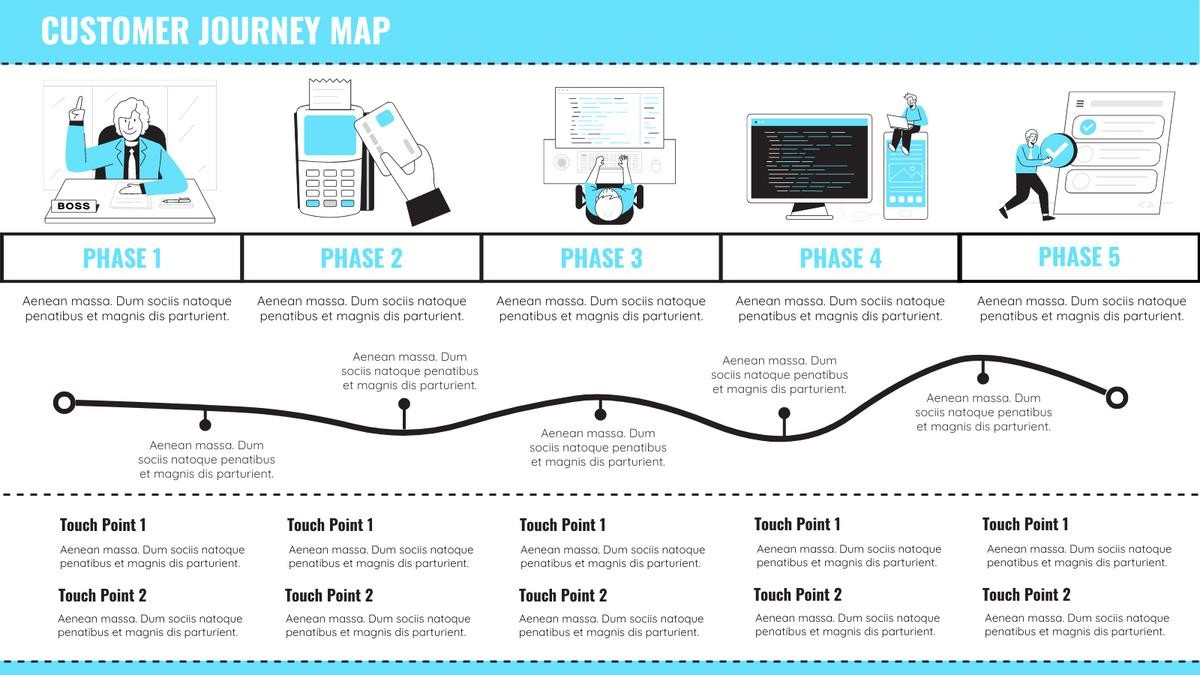 CUSTOMER JOURNEY MAP
BOSS
PHASE 1
PHASE 2
PHASE 3
PHASE 4
PHASE 5
Aenean massa. Dum sociis natoque
penatibus et magnis dis parturient.
Aenean massa. Dum sociis natoque
penatibus et magnis dis parturient.
Aenean massa. Dum sociis natoque
penatibus et magnis dis parturient.
Aenean massa. Dum sociis natoque
penatibus et magnis dis parturient.
Aenean massa. Dum sociis natoque
penatibus et magnis dis parturient.
Aenean massa. Dum
sociis natoque penatibus
et magnis dis parturient.
Aenean massa. Dum
sociis natoque penatibus
et magnis dis parturient.
Aenean massa. Dum
sociis natoque penatibus
et magnis dis parturient.
Aenean massa. Dum
sociis natoque penatibus
et magnis dis parturient.
Aenean massa. Dum
sociis natoque penatibus
et magnis dis parturient.
Touch Point 1
Aenean massa. Dum sociis natoque
penatibus et magnis dis parturient.
Touch Point 2
Aenean massa. Dum sociis natoque
penatibus et magnis dis parturient.
Touch Point 1
Aenean massa. Dum sociis natoque
penatibus et magnis dis parturient.
Touch Point 2
Aenean massa. Dum sociis natoque
penatibus et magnis dis parturient.
Touch Point 1
Aenean massa. Dum sociis natoque
penatibus et magnis dis parturient.
Touch Point 2
Aenean massa. Dum sociis natoque
penatibus et magnis dis parturient.
Touch Point 1
Aenean massa. Dum sociis natoque
penatibus et magnis dis parturient.
Touch Point 2
Aenean massa. Dum sociis natoque
penatibus et magnis dis parturient.
Touch Point 1
Aenean massa. Dum sociis natoque
penatibus et magnis dis parturient.
Touch Point 2
Aenean massa. Dum sociis natoque
penatibus et magnis dis parturient.